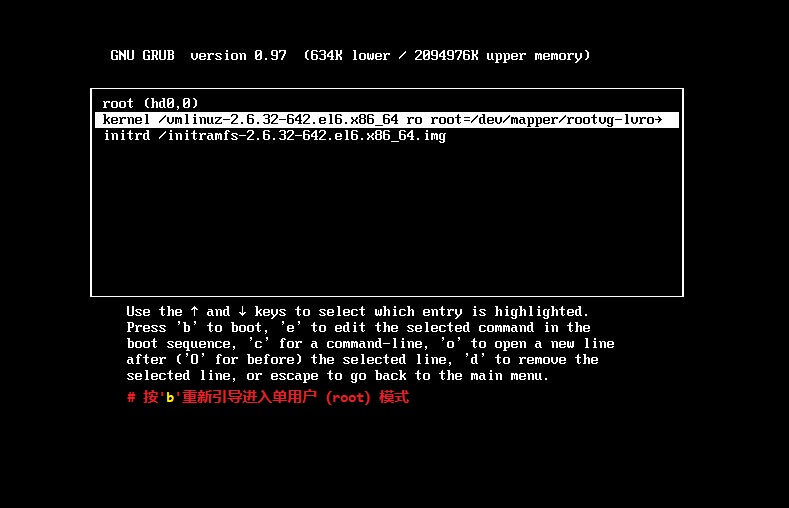 GNU GRUB  version 0.97  (634K lower / 2094976K upper memory)
root (hd0,0)
kernel /vmlinuz-2.6.32-642.el6.x86_64 ro root=/dev/mapper/rootvg-lvro→
initrd /initramfs-2.6.32-642.el6.x86_64.img
Use the ↑ and ↓ keys to select which entry is highlighted.
Press 'b' to boot, 'e' to edit the selected command in the
boot sequence, 'c' for a command-line, 'o' to open a new line
after ('O' for before) the selected line, 'd' to remove the
selected line, or escape to go back to the main menu.
# 按'b'重新引导进入单用户 (root) 模式